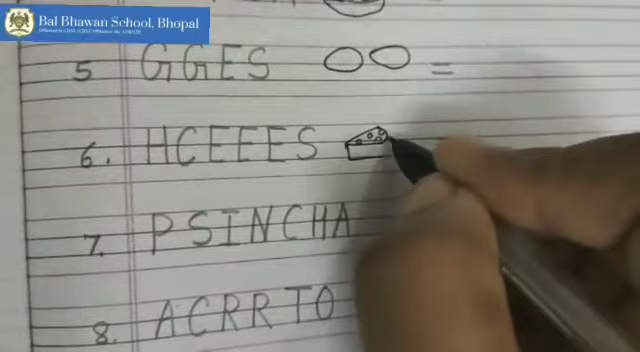 Bal Bhawan School, Bhopal
5 GGES =
6. HCEEES
7. PSINCHA
8. ACRRTO